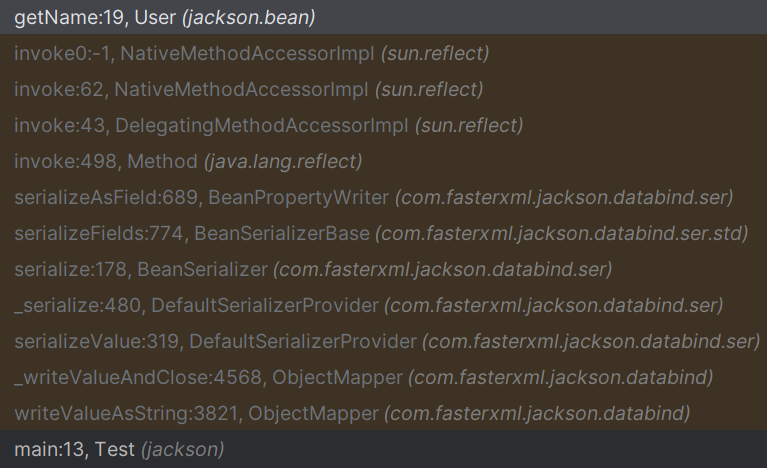 getName:19, User (jackson.bean)
invoke0:-1, NativeMethodAccessorImpl (sun.reflect)
invoke:62, NativeMethodAccessorImpl (sun.reflect)
invoke:43, DelegatingMethodAccessorImpl (sun.reflect)
invoke:498, Method (java.lang.reflect)
serializeAsField:689, BeanPropertyWriter (com.fasterxml.jackson.databind.ser)
serializeFields:774, BeanSerializerBase (com.fasterxml.jackson.databind.ser.std)
serialize:178, BeanSerializer (com.fasterxml.jackson.databind.ser)
_serialize:480, DefaultSerializerProvider (com.fasterxml.jackson.databind.ser)
serializeValue:319, DefaultSerializerProvider (com.fasterxml.jackson.databind.ser)
_writeValueAndClose:4568, ObjectMapper (com.fasterxml.jackson.databind)
writeValueAsString:3821, ObjectMapper (com.fasterxml.jackson.databind)
main:13, Test (jackson)